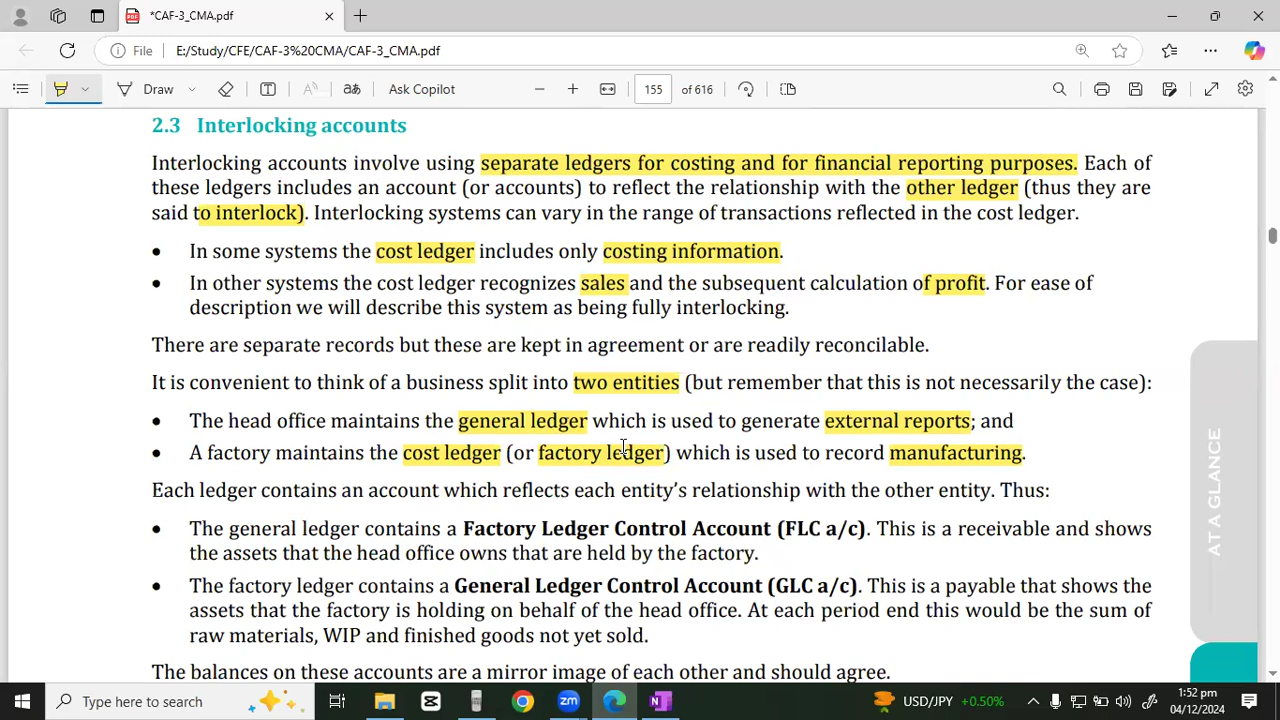 *CAF-3_CMA.pdf
File
E:/Study/CFE/CAF-3%20CMA/CAF-3_CMA.pdf
Draw
Ask Copilot
155 of 616
2.3 Interlocking accounts
Interlocking accounts involve using separate ledgers for costing and for financial reporting purposes. Each of
these ledgers includes an account (or accounts) to reflect the relationship with the other ledger (thus they are
said to interlock). Interlocking systems can vary in the range of transactions reflected in the cost ledger.
• In some systems the cost ledger includes only costing information.
• In other systems the cost ledger recognizes sales and the subsequent calculation of profit. For ease of
description we will describe this system as being fully interlocking.
There are separate records but these are kept in agreement or are readily reconcilable.
It is convenient to think of a business split into two entities (but remember that this is not necessarily the case):
• The head office maintains the general ledger which is used to generate external reports; and
• A factory maintains the cost ledger (or factory ledger) which is used to record manufacturing.
Each ledger contains an account which reflects each entity's relationship with the other entity. Thus:
• The general ledger contains a Factory Ledger Control Account (FLC a/c). This is a receivable and shows
the assets that the head office owns that are held by the factory.
• The factory ledger contains a General Ledger Control Account (GLC a/c). This is a payable that shows the
assets that the factory is holding on behalf of the head office. At each period end this would be the sum of
raw materials, WIP and finished goods not yet sold.
The balances on these accounts are a mirror image of each other and should agree.
AT A GLANCE
Type here to search
zm
USD/JPY +0.50%
1:52 pm
04/12/2024